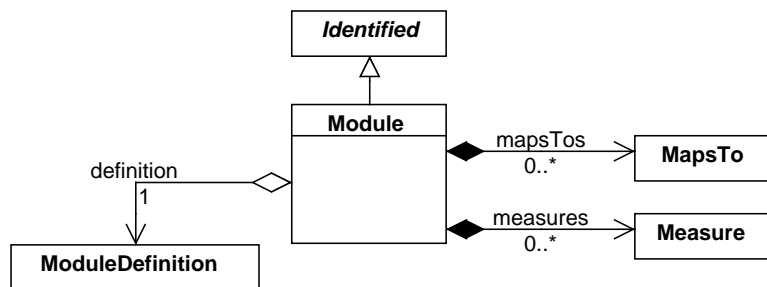 Identified
Module
mapsTos
0..*
MapsTo
definition
1
measures
0..*
Measure
ModuleDefinition